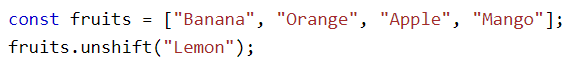 const fruits = ["Banana", "Orange", "Apple", "Mango"];
fruits.unshift("Lemon");